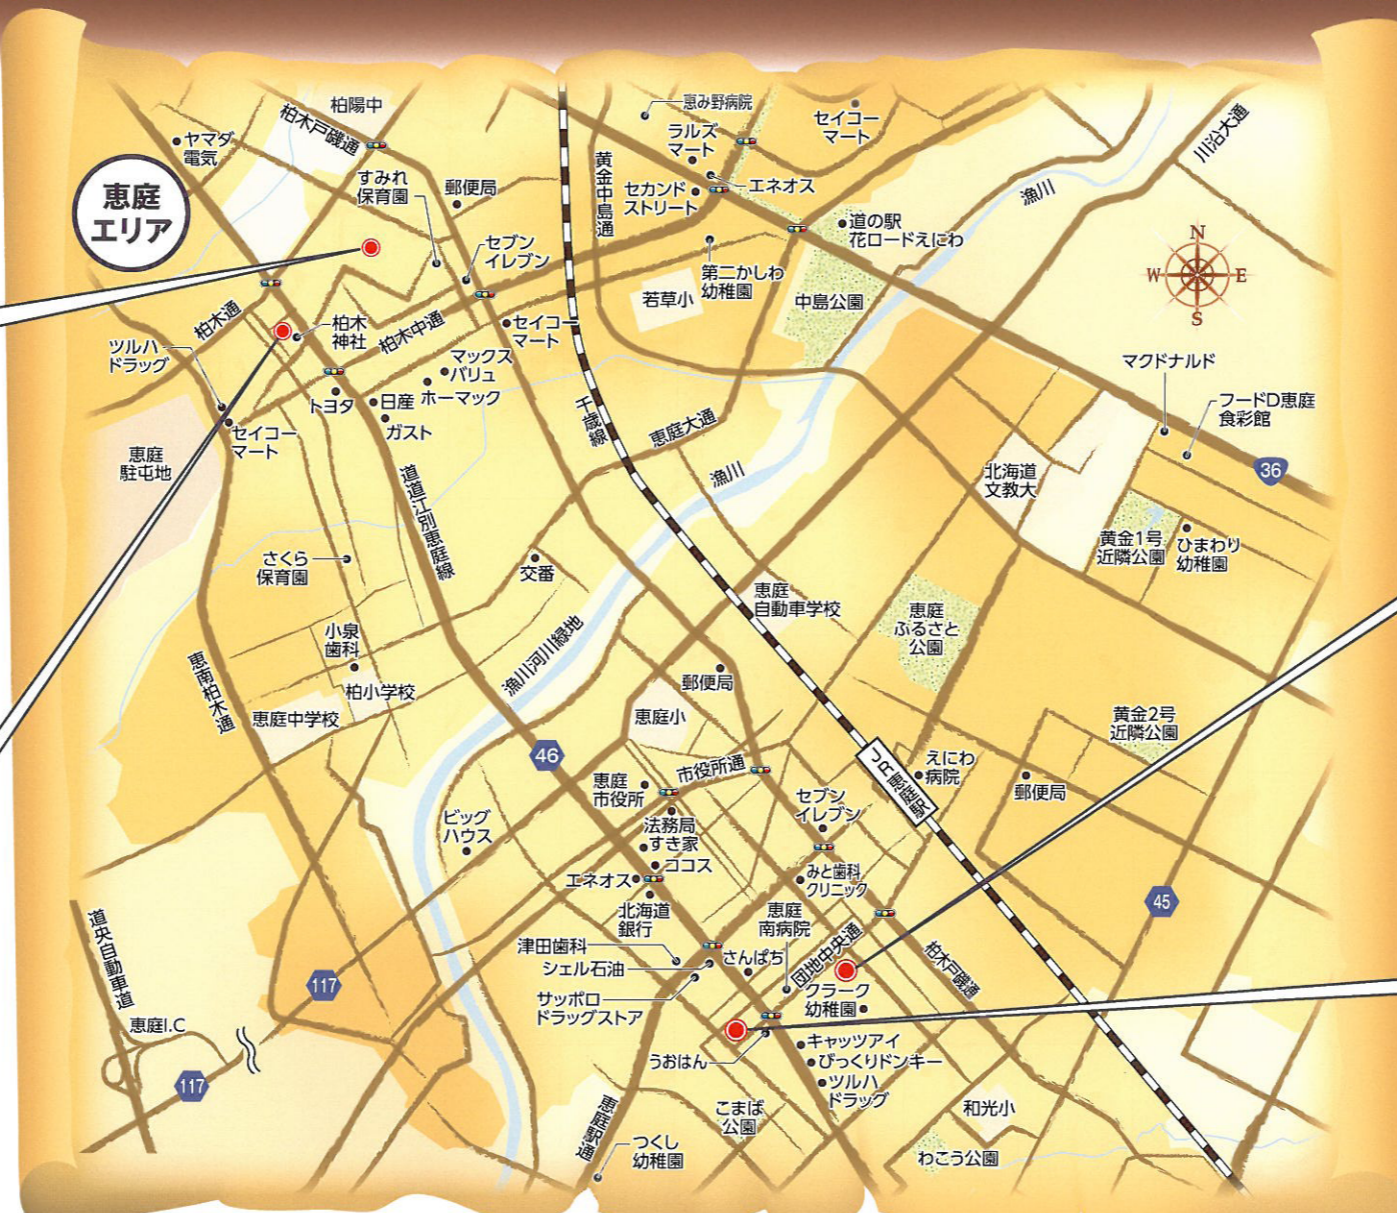 恵庭
エリア
柏陽中
柏木戸磯通
ヤマダ
電気
すみれ
保育園
郵便局
セブン
イレブン
恵み野病院
ラルズ
マート
セイコー
マート
黄金中島通
セカンド
ストリート
エネオス
道の駅
花ロードえにわ
漁川
川沿大通
N
W
E
S
第二かしわ
幼稚園
若草小
中島公園
柏木通
柏木
神社
柏木中通
セイコー
マート
ツルハ
ドラッグ
マックス
バリュ
ホーマック
トヨタ
日産
ガスト
セイコー
マート
恵庭
駐屯地
千歳線
恵庭大通
漁川
マクドナルド
フードD恵庭
食彩館
36
北海道
文教大
黄金1号
近隣公園
ひまわり
幼稚園
道道江別恵庭線
さくら
保育園
交番
恵庭
自動車学校
恵庭
ふるさと
公園
小泉
歯科
漁川河川緑地
恵南柏木通
柏小学校
恵庭中学校
郵便局
恵庭小
黄金2号
近隣公園
46
市役所通
JR恵庭駅
えにわ
病院
郵便局
恵庭
市役所
セブン
イレブン
ビッグ
ハウス
法務局
すき家
ココス
エネオス
みと歯科
クリニック
北海道
銀行
恵庭
南病院
45
道央自動車道
津田歯科
シェル石油
さんぱち
団地中央通
柏木戸磯通
117
サッポロ
ドラッグストア
クラーク
幼稚園
恵庭I.C
うおはん
キャッツアイ
びっくりドンキー
ツルハ
ドラッグ
117
恵庭駅通
こまば
公園
和光小
つくし
幼稚園
わこう公園